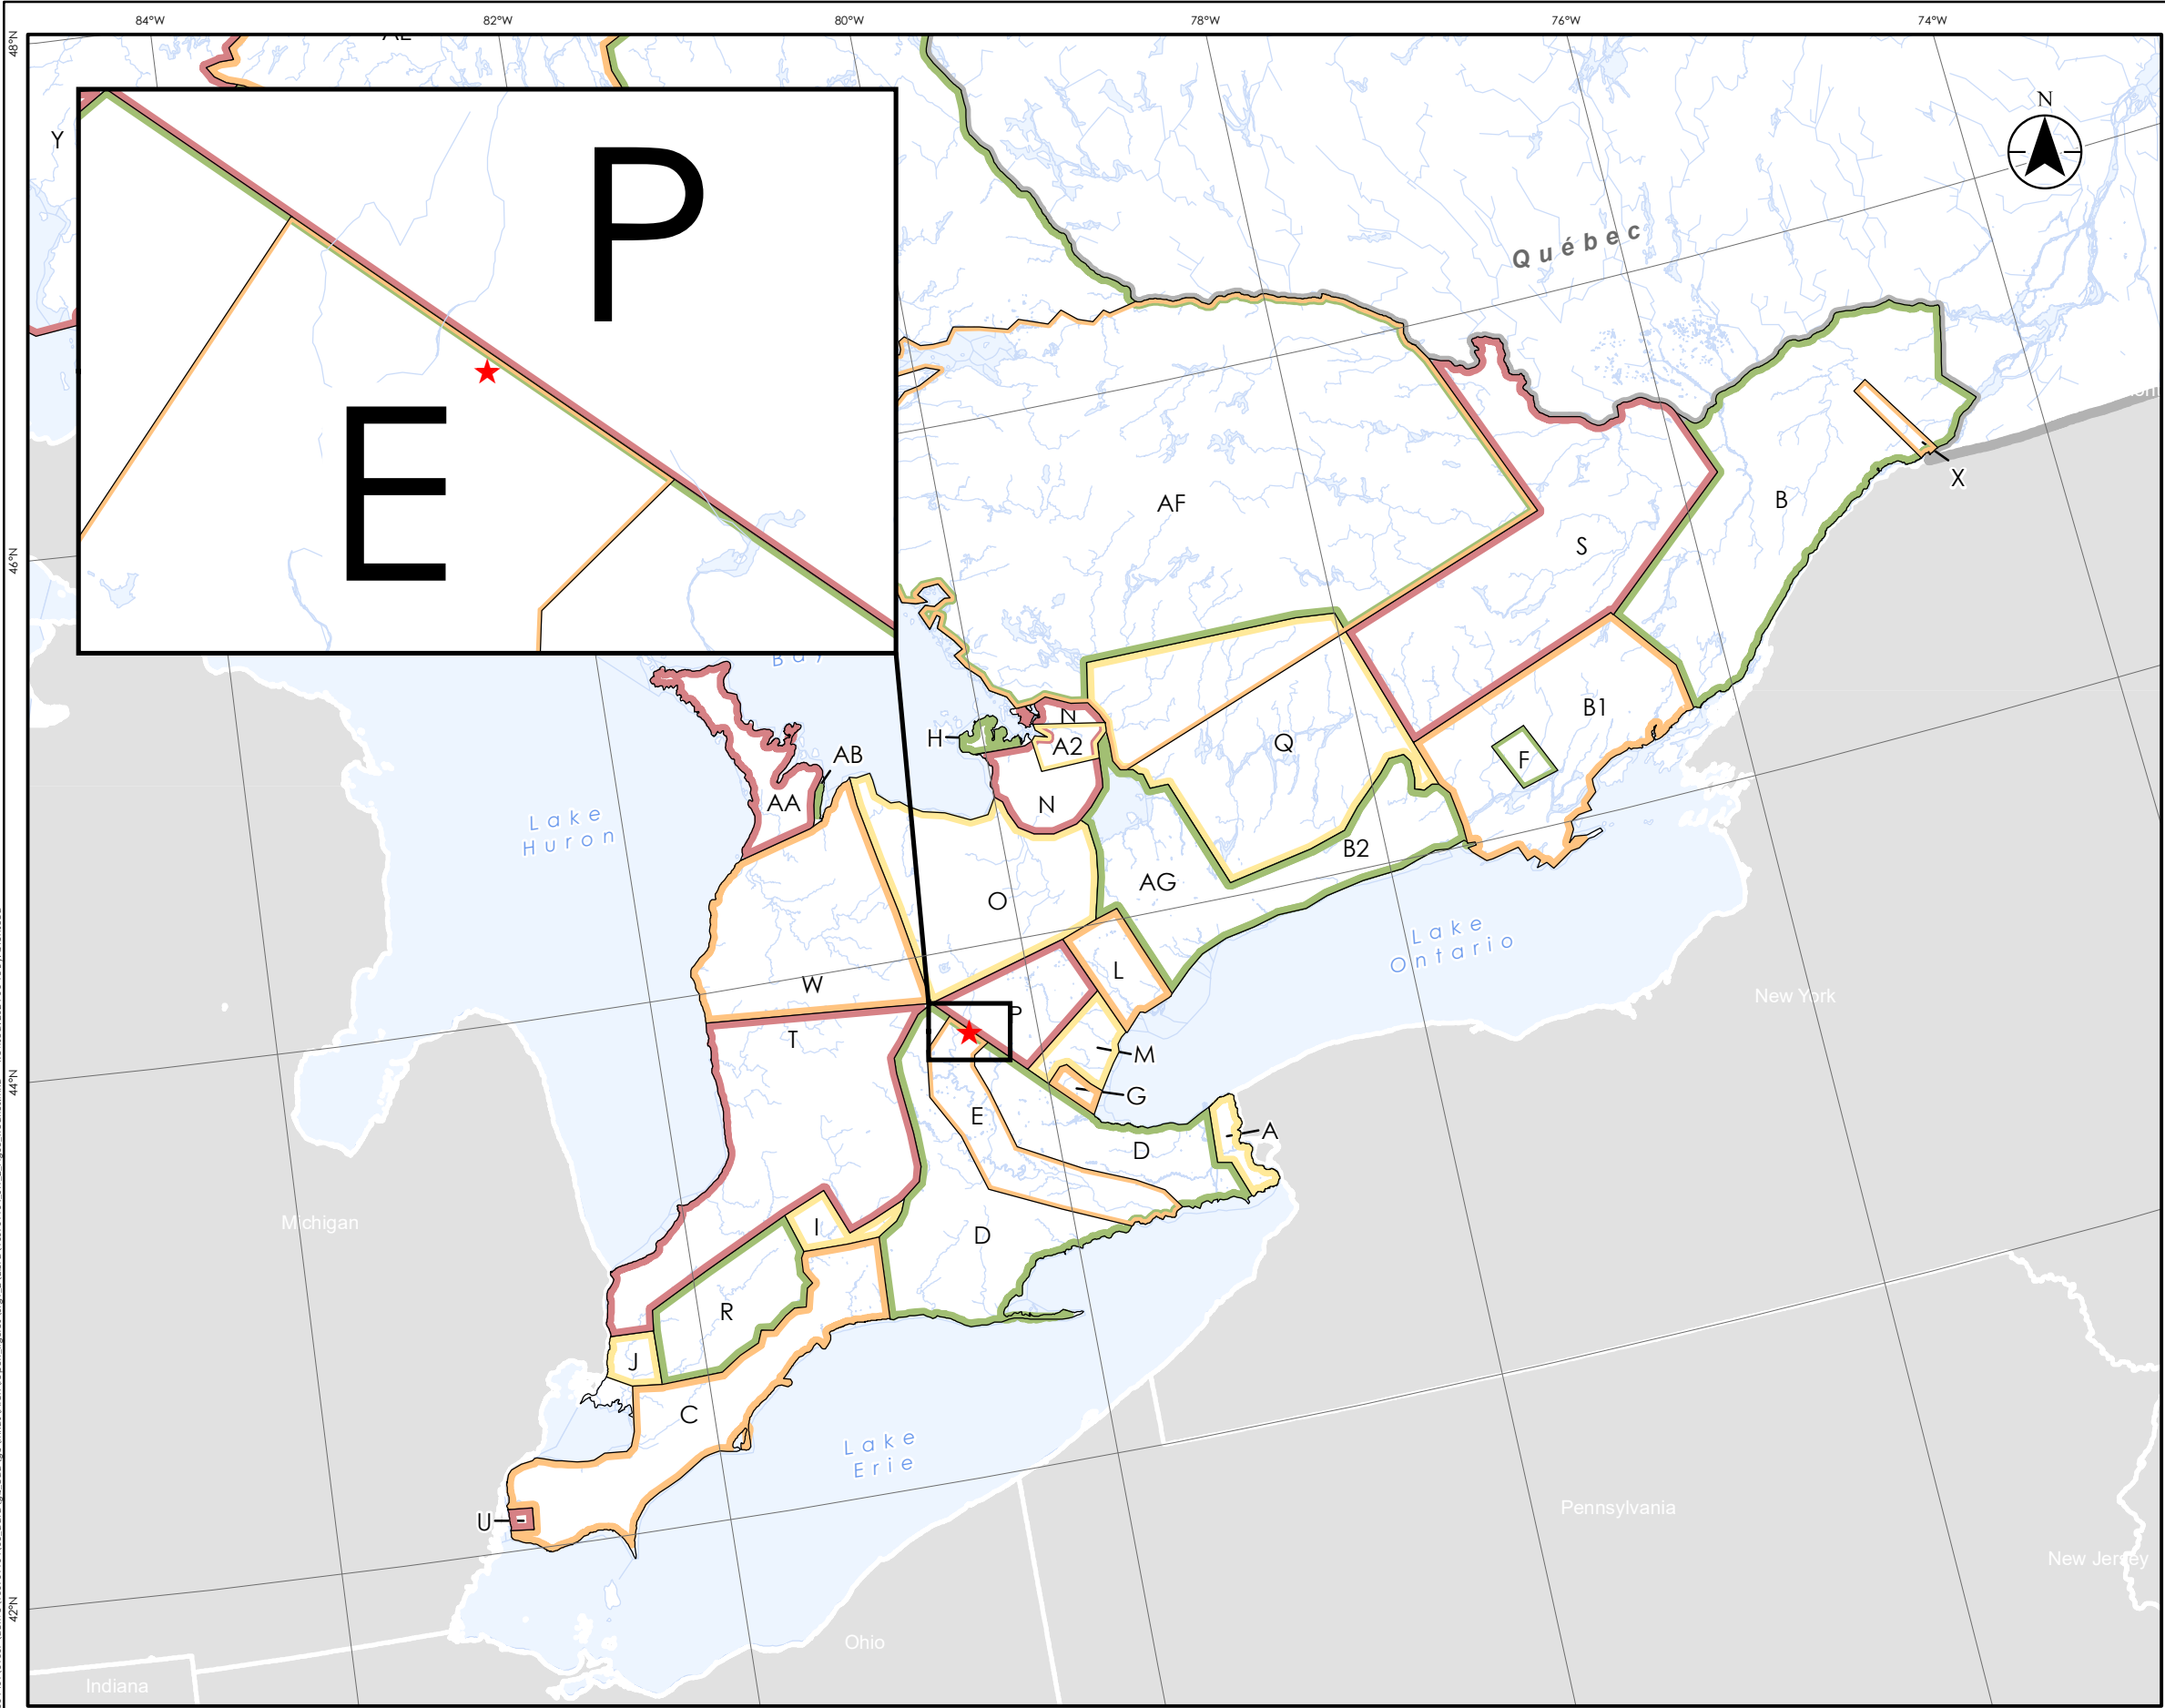 84°W
82°W
80°W
78°W
76°W
74°W
48°N
46°N
44°N
42°N
N
Y
P
E
Québec
AF
S
B
X
B1
F
Q
N
A2
H
N
AB
AA
Lake
Huron
B2
AG
O
L
W
T
P
M
G
E
A
D
D
I
R
J
C
U
Lake
Ontario
New York
Michigan
Lake
Erie
Pennsylvania
New Jersey
Ohio
Indiana